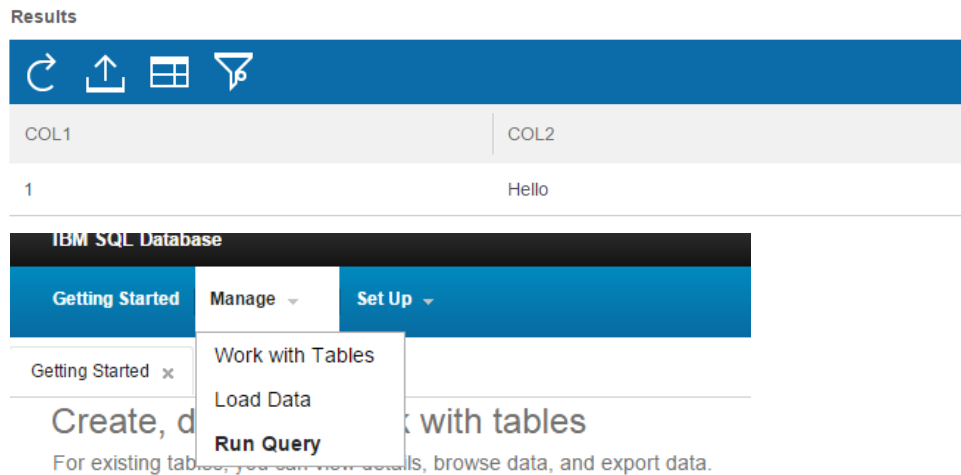 Results
COL1 COL2
1 Hello
IBM SQL Database
Getting Started Manage Set Up
Getting Started x
Work with Tables
Load Data
Run Query
Create, d k with tables
For existing tables, you can view details, browse data, and export data.